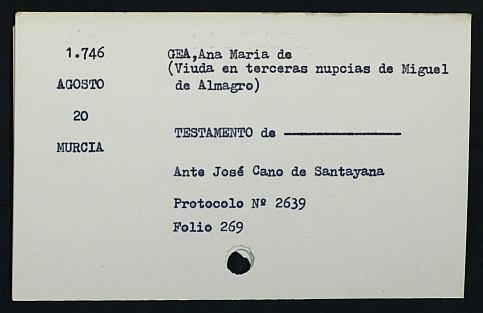 1.746
GEA,Ana Maria de
(Viuda en terceras nupcias de Miguel
de Almagro)
AGOSTO
20
MURCIA
TESTAMENTO de ————————
Ante José Cano de Santayana
Protocolo Nº 2639
Folio 269